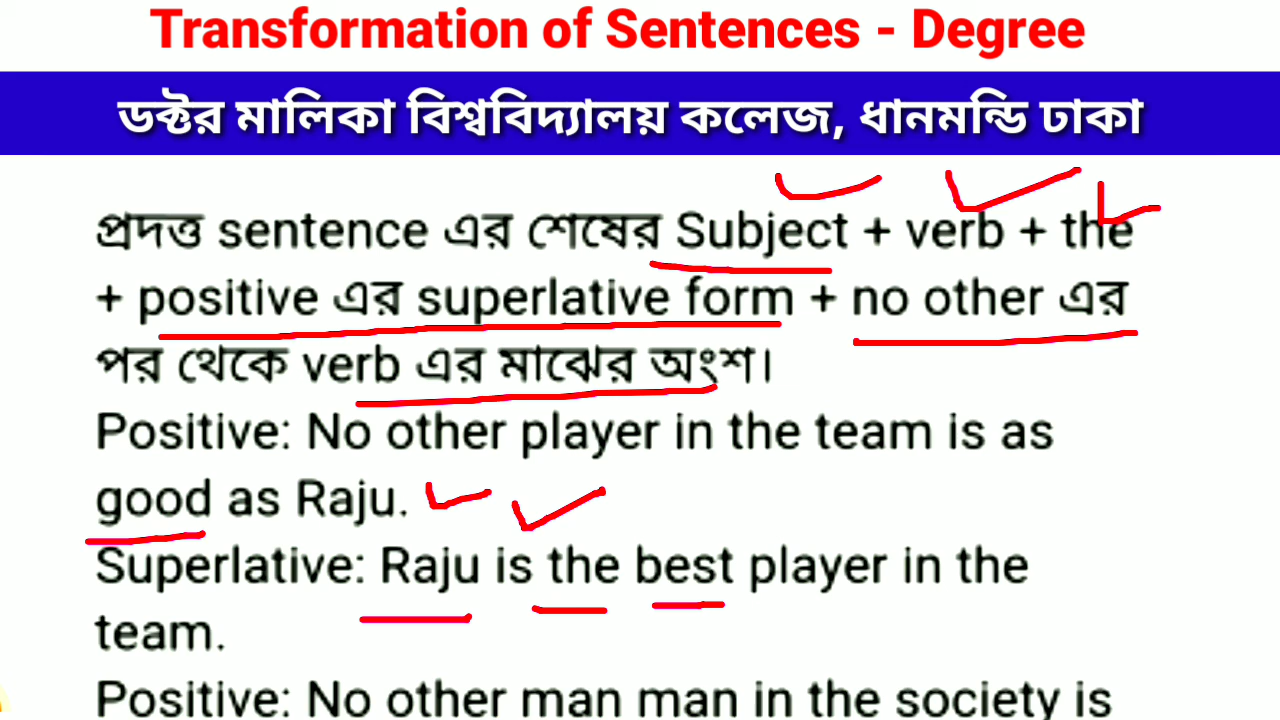 Transformation of Sentences - Degree
ডক্টর মালিকা বিশ্ববিদ্যালয় কলেজ, ধানমন্ডি ঢাকা
প্রদত্ত sentence এর শেষের Subject + verb + the
+ positive এর superlative form + no other এর
পর থেকে verb এর মাঝের অংশ।
Positive: No other player in the team is as
good as Raju.
Superlative: Raju is the best player in the
team.
Positive: No other man man in the society is